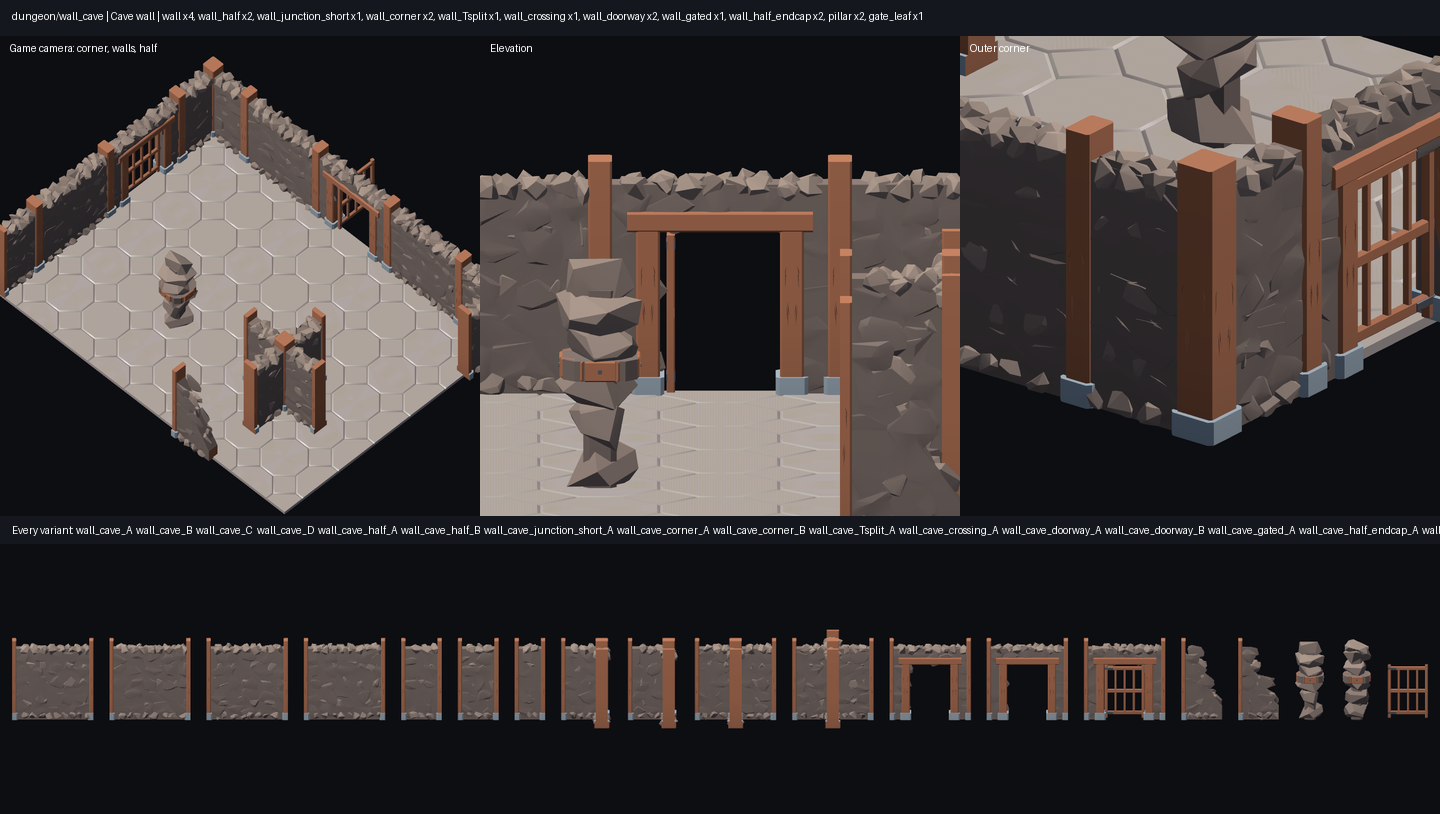 dungeon/wall_cave | Cave wall | wall x4, wall_half x2, wall_junction_short x1, wall_corner x2, wall_Tsplit x1, wall_crossing x1, wall_doorway x2, wall_gated x1, wall_half_endcap x2, pillar x2, gate_leaf x1
Game camera: corner, walls, half
Elevation
Outer corner
Every variant: wall_cave_A wall_cave_B wall_cave_C wall_cave_D wall_cave_half_A wall_cave_half_B wall_cave_junction_short_A wall_cave_corner_A wall_cave_corner_B wall_cave_Tsplit_A wall_cave_crossing_A wall_cave_doorway_A wall_cave_doorway_B wall_cave_gated_A wall_cave_half_endcap_A wall